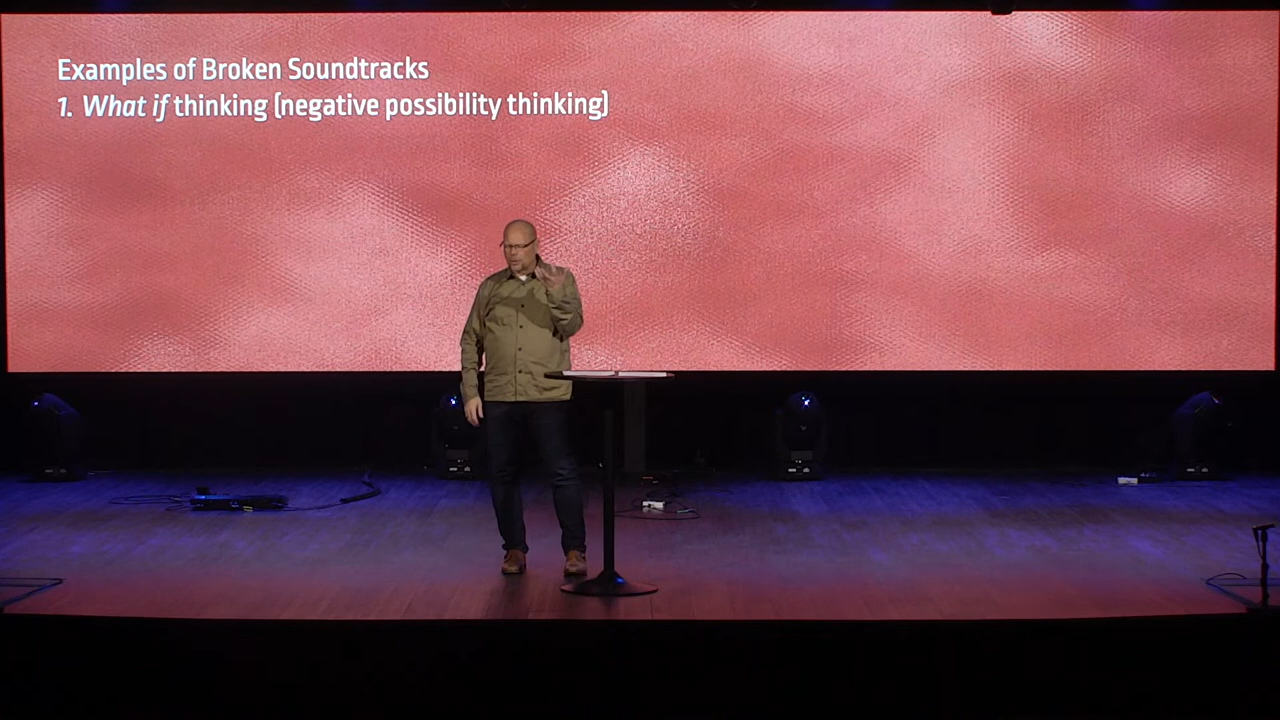 Examples of Broken Soundtracks
1. What if thinking (negative possibility thinking)